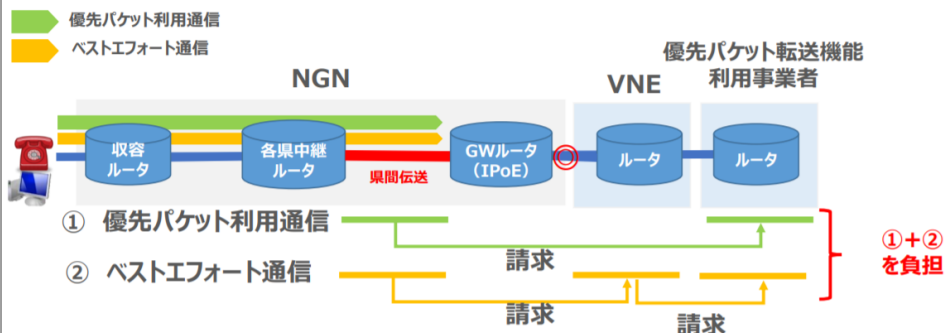 優先パケット利用通信
ベストエフォート通信
優先パケット転送機能
利用事業者
NGN
VNE
収容
ルータ
各県中継
ルータ
県間伝送
GWルータ
（IPoE）
ルータ
ルータ
① 優先パケット利用通信
請求
①＋②
を負担
② ベストエフォート通信
請求
請求